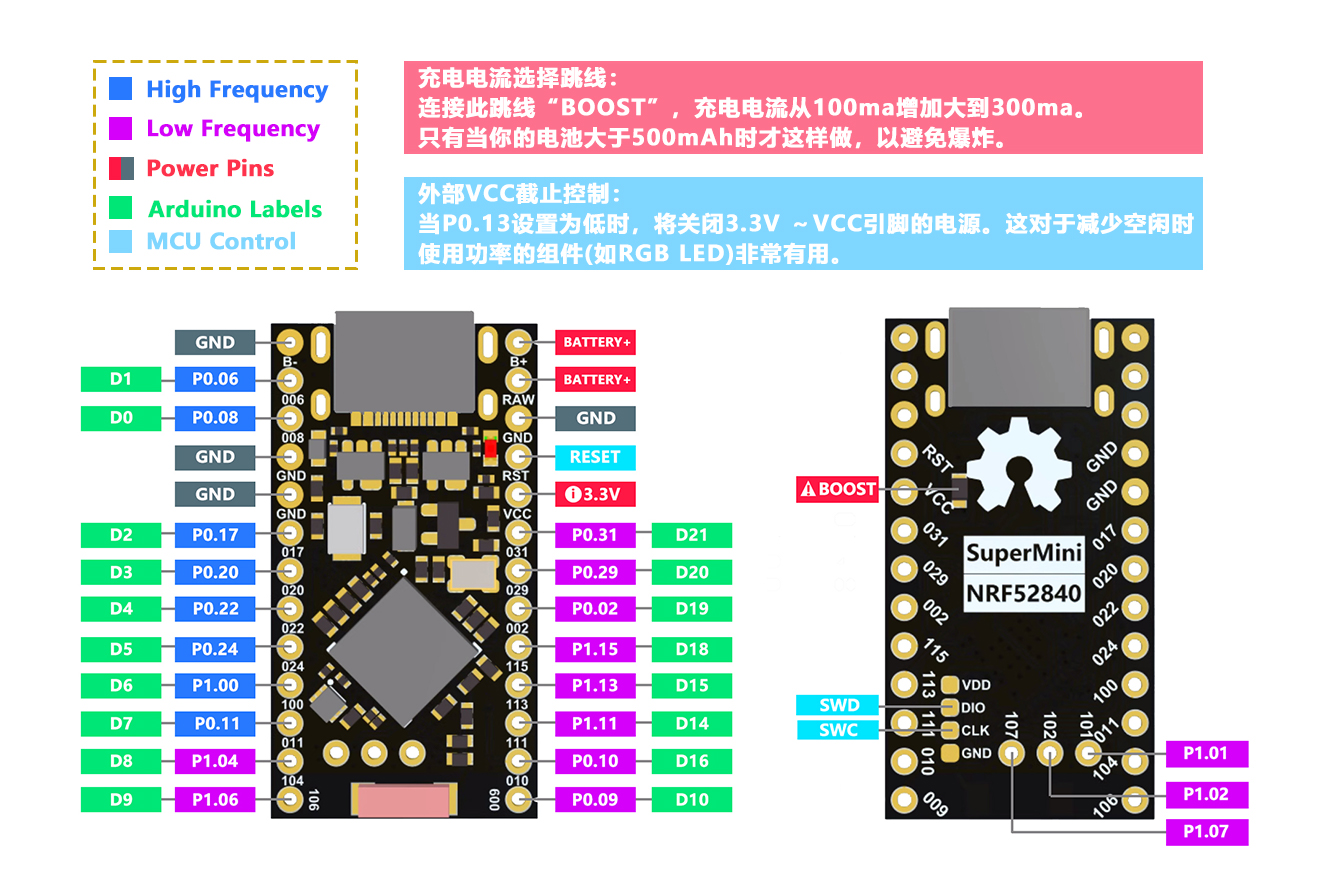 High Frequency
Low Frequency
Power Pins
Arduino Labels
MCU Control
充电电流选择跳线：
连接此跳线“BOOST”，充电电流从100ma增加大到300ma。
只有当你的电池大于500mAh时才这样做，以避免爆炸。
外部VCC截止控制：
当P0.13设置为低时，将关闭3.3V ～VCC引脚的电源。这对于减少空闲时
使用功率的组件(如RGB LED)非常有用。
GND
D1 P0.06
D0 P0.08
GND
GND
D2 P0.17
D3 P0.20
D4 P0.22
D5 P0.24
D6 P1.00
D7 P0.11
D8 P1.04
D9 P1.06
B-
006
008
GND
GND
017
020
022
024
100
011
104
106
B+
RAW
GND
RST
VCC
031
029
002
115
113
111
010
009
BATTERY+
BATTERY+
GND
RESET
3.3V
P0.31 D21
P0.29 D20
P0.02 D19
P1.15 D18
P1.13 D15
P1.11 D14
P0.10 D16
P0.09 D10
BOOST
SWD
SWC
RST
VCC
031
029
002
115
113
111
010
009
SuperMini
NRF52840
VDD
DIO
CLK
GND
107
102
101
GND
GND
017
020
022
024
100
011
104
106
P1.01
P1.02
P1.07